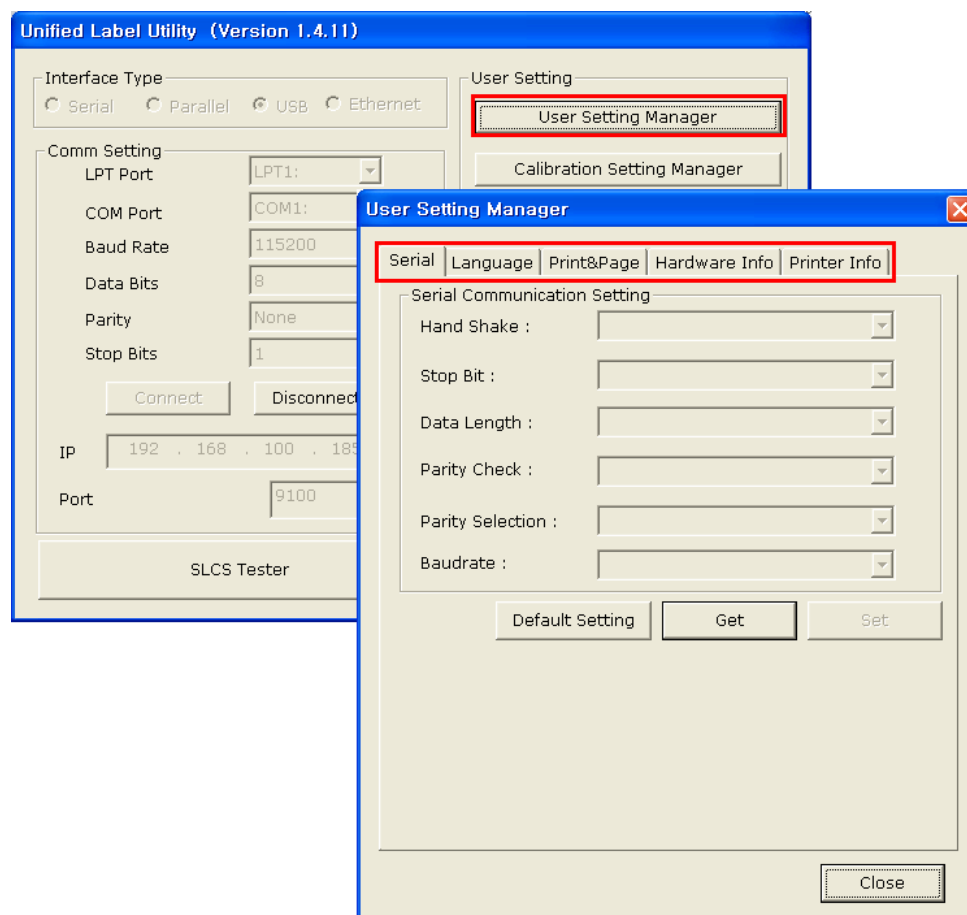 Unified Label Utility (Version 1.4.11)
Interface Type
Serial Parallel USB Ethernet
User Setting
User Setting Manager
Calibration Setting Manager
Comm Setting
LPT Port LPT1:
COM Port COM1:
Baud Rate 115200
Data Bits 8
Parity None
Stop Bits 1
Connect Disconnect
IP 192 . 168 . 100 . 185
Port 9100
SLCS Tester
User Setting Manager
Serial Language Print&Page Hardware Info Printer Info
Serial Communication Setting
Hand Shake :
Stop Bit :
Data Length :
Parity Check :
Parity Selection :
Baudrate :
Default Setting Get Set
Close